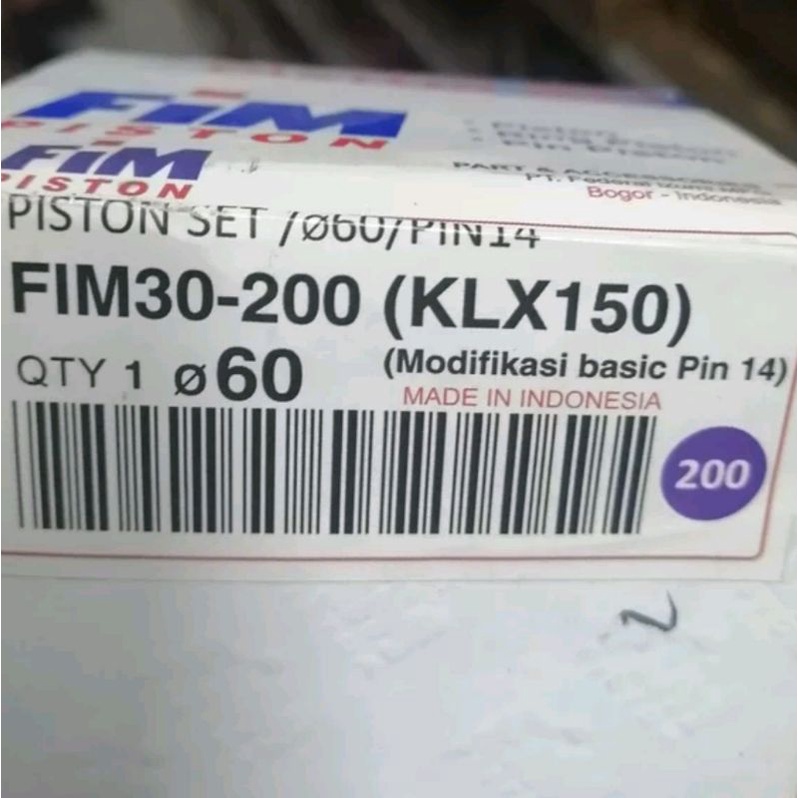 FiM
PISTON
FiM
PISTON
Bogor - Indonesia
PISTON SET /Ø60/PIN14
FIM30-200 (KLX150)
QTY 1 Ø60
(Modifikasi basic Pin 14)
MADE IN INDONESIA
200